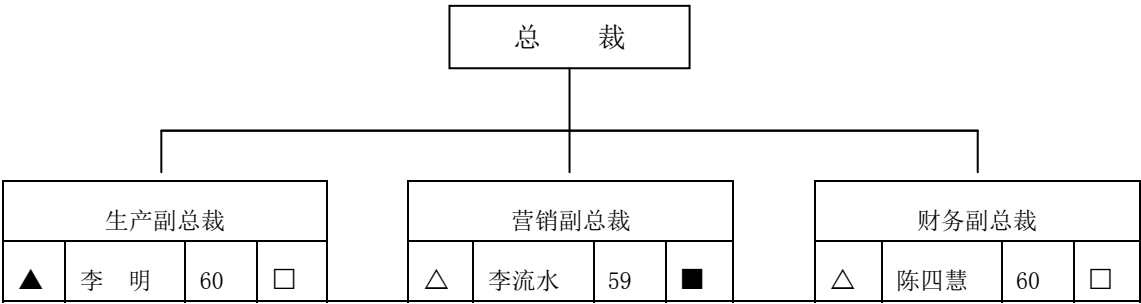 总 裁
生产副总裁 营销副总裁 财务副总裁
▲ 李 明 60 □ △ 李流水 59 ■ △ 陈四慧 60 □